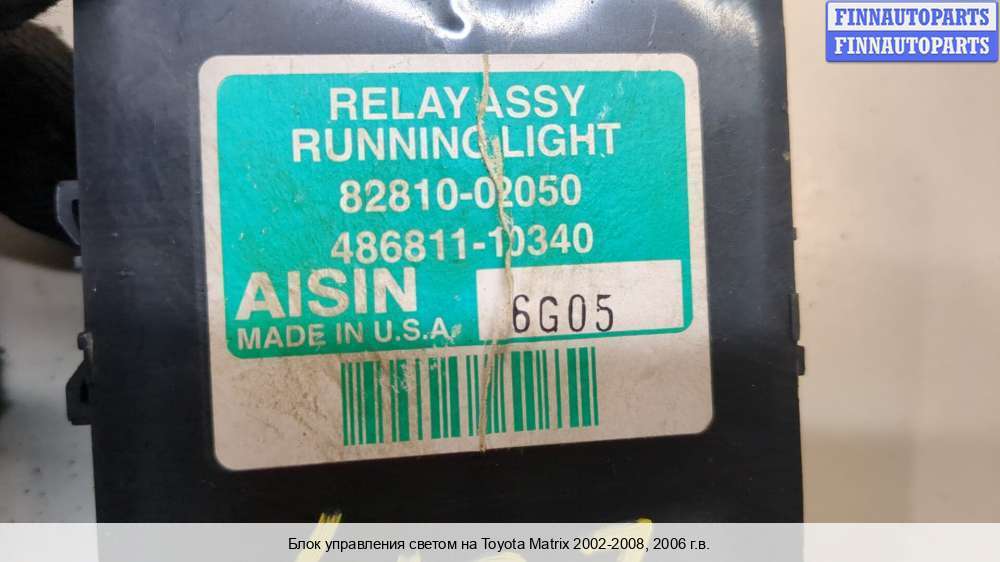 FINNAUTOPARTS
FINNAUTOPARTS
RELAY ASSY
RUNNING LIGHT
82810-02050
486811-10340
AISIN
6G05
MADE IN U.S.A.
Блок управления светом на Toyota Matrix 2002-2008, 2006 г.в.